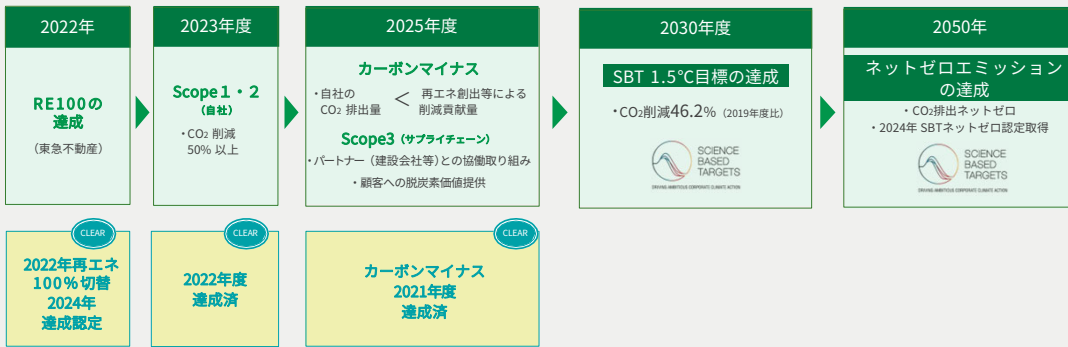 2022年
RE100の
達成
（東急不動産）
2023年度
Scope１・２
（自社）
・CO2 削減
50% 以上
2025年度
カーボンマイナス
・自社の
CO2 排出量
＜
再エネ創出等による
削減貢献量
Scope3（サプライチェーン）
・パートナー（建設会社等）との協働取り組み
・顧客への脱炭素価値提供
2030年度
SBT 1.5℃目標の達成
・CO2削減46.2%（2019年度比）
SCIENCE
BASED
TARGETS
DRIVING AMBITIOUS CORPORATE CLIMATE ACTION
2050年
ネットゼロエミッション
の達成
・CO2排出ネットゼロ
・2024年 SBTネットゼロ認定取得
SCIENCE
BASED
TARGETS
DRIVING AMBITIOUS CORPORATE CLIMATE ACTION
CLEAR
2022年再エネ
100％切替
2024年
達成認定
CLEAR
2022年度
達成済
CLEAR
カーボンマイナス
2021年度
達成済